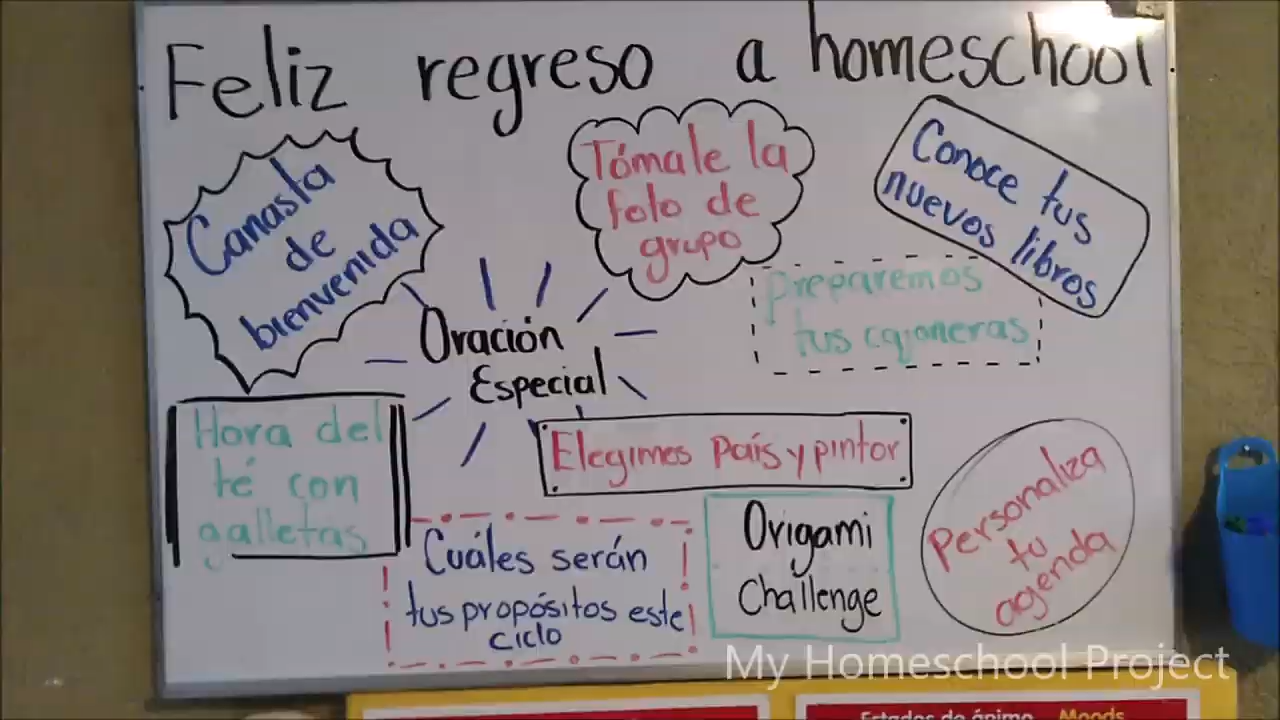 Feliz regreso a homeschool
Canasta
de
bienvenida
Tómale la
foto de
grupo
Conoce tus
nuevos libros
Preparemos
tus cajoneras
Oración
Especial
Hora del
té con
galletas
Elegimos País y pintor
Cuáles serán
tus propósitos este
ciclo
Origami
Challenge
Personaliza
tu
agenda
My Homeschool Project
Estados de ánimo Moods